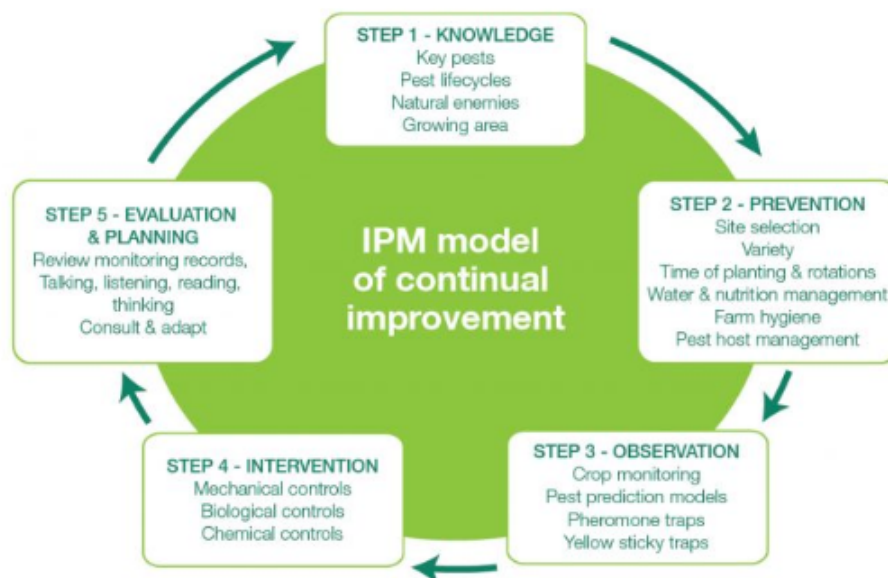 STEP 1 - KNOWLEDGE
Key pests
Pest lifecycles
Natural enemies
Growing area
STEP 2 - PREVENTION
Site selection
Variety
Time of planting & rotations
Water & nutrition management
Farm hygiene
Pest host management
STEP 3 - OBSERVATION
Crop monitoring
Pest prediction models
Pheromone traps
Yellow sticky traps
STEP 4 - INTERVENTION
Mechanical controls
Biological controls
Chemical controls
STEP 5 - EVALUATION
& PLANNING
Review monitoring records,
Talking, listening, reading,
thinking
Consult & adapt
IPM model
of continual
improvement